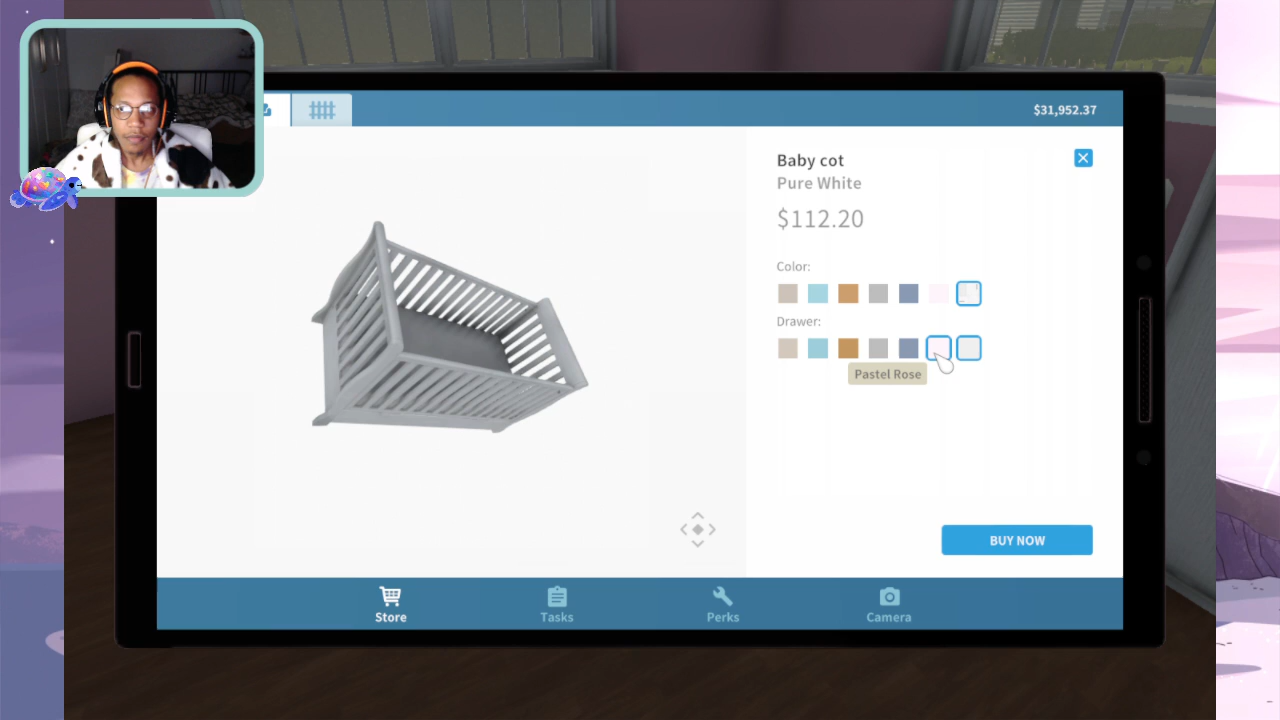 $31,952.37
Baby cot
Pure White
$112.20
Color:
Drawer:
Pastel Rose
BUY NOW
Store
Tasks
Perks
Camera